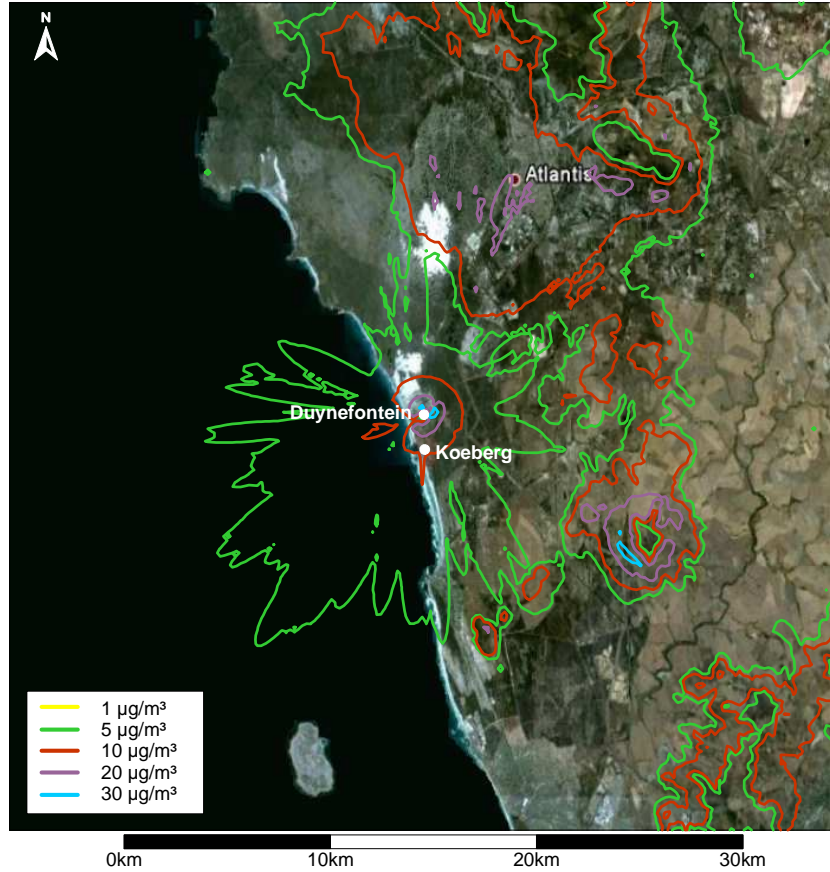 N
Atlantis
Duynefontein
Koeberg
1 µg/m³
5 µg/m³
10 µg/m³
20 µg/m³
30 µg/m³
0km 10km 20km 30km